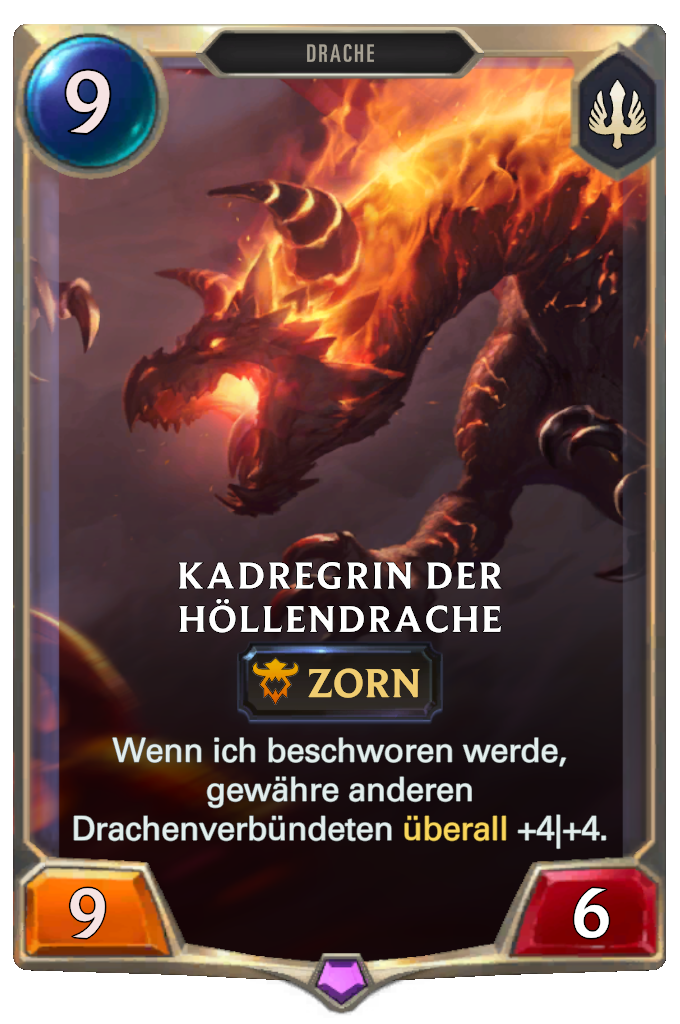 9
DRACHE
KADREGRIN DER
HÖLLENDRACHE
ZORN
Wenn ich beschworen werde,
gewähre anderen
Drachenverbündeten überall +4|+4.
9
6